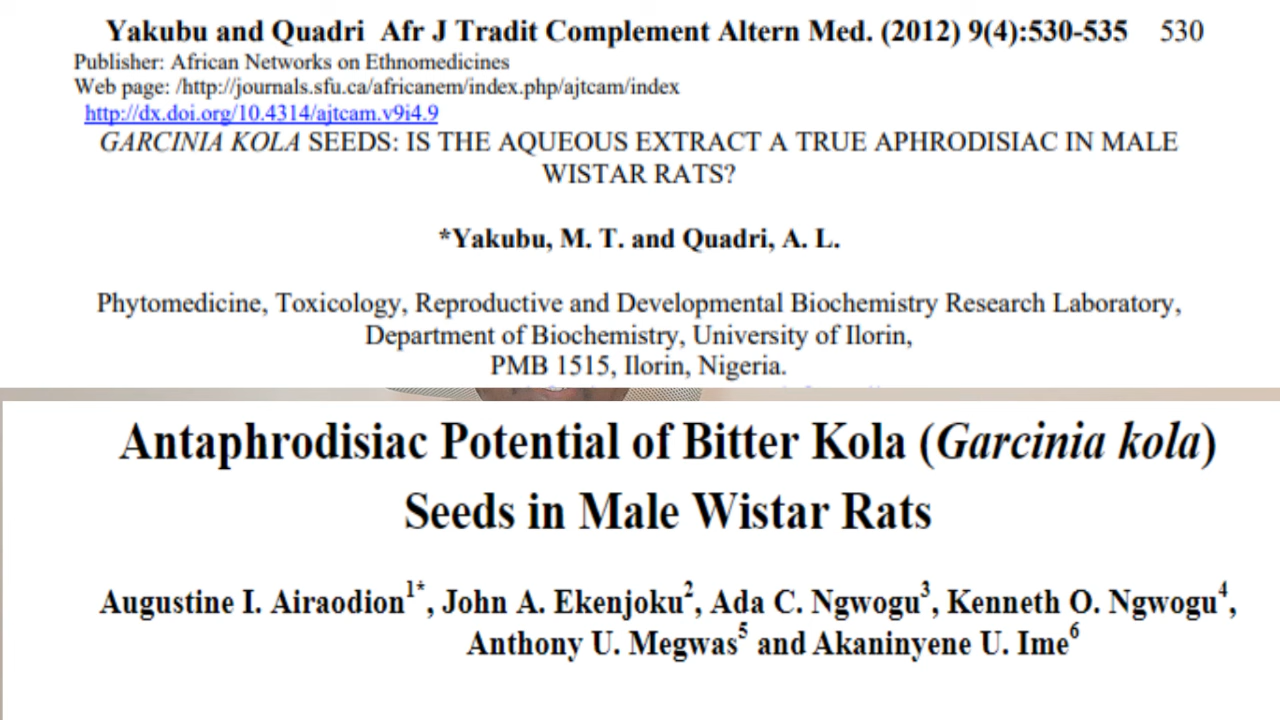 Yakubu and Quadri Afr J Tradit Complement Altern Med. (2012) 9(4):530-535 530
Publisher: African Networks on Ethnomedicines
Web page: /http://journals.sfu.ca/africanem/index.php/ajtcam/index
http://dx.doi.org/10.4314/ajtcam.v9i4.9
GARCINIA KOLA SEEDS: IS THE AQUEOUS EXTRACT A TRUE APHRODISIAC IN MALE
WISTAR RATS?
*Yakubu, M. T. and Quadri, A. L.
Phytomedicine, Toxicology, Reproductive and Developmental Biochemistry Research Laboratory,
Department of Biochemistry, University of Ilorin,
PMB 1515, Ilorin, Nigeria.
Antaphrodisiac Potential of Bitter Kola (Garcinia kola)
Seeds in Male Wistar Rats
Augustine I. Airaodion1*, John A. Ekenjoku2, Ada C. Ngwogu3, Kenneth O. Ngwogu4,
Anthony U. Megwas5 and Akaninyene U. Ime6